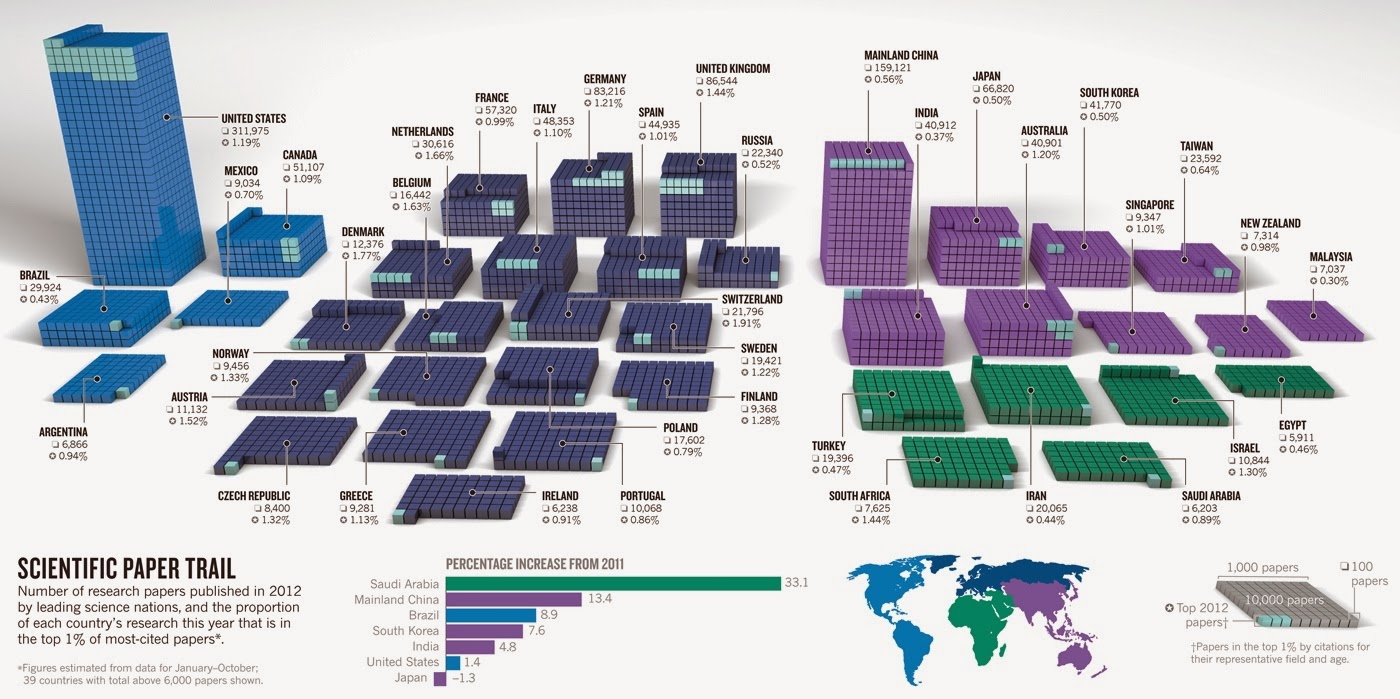 UNITED STATES
❏ 311,975
✪ 1.19%
MEXICO
❏ 9,034
✪ 0.70%
CANADA
❏ 51,107
✪ 1.09%
BRAZIL
❏ 29,924
✪ 0.43%
ARGENTINA
❏ 6,866
✪ 0.94%
FRANCE
❏ 57,320
✪ 0.99%
ITALY
❏ 48,353
✪ 1.10%
GERMANY
❏ 83,216
✪ 1.21%
SPAIN
❏ 44,935
✪ 1.01%
UNITED KINGDOM
❏ 86,544
✪ 1.44%
RUSSIA
❏ 22,340
✪ 0.52%
NETHERLANDS
❏ 30,616
✪ 1.66%
BELGIUM
❏ 16,442
✪ 1.63%
DENMARK
❏ 12,376
✪ 1.77%
SWITZERLAND
❏ 21,796
✪ 1.91%
SWEDEN
❏ 19,421
✪ 1.22%
NORWAY
❏ 9,456
✪ 1.33%
AUSTRIA
❏ 11,132
✪ 1.52%
FINLAND
❏ 9,368
✪ 1.28%
POLAND
❏ 17,602
✪ 0.79%
CZECH REPUBLIC
❏ 8,400
✪ 1.32%
GREECE
❏ 9,281
✪ 1.13%
IRELAND
❏ 6,238
✪ 0.91%
PORTUGAL
❏ 10,068
✪ 0.86%
MAINLAND CHINA
❏ 159,121
✪ 0.56%
JAPAN
❏ 66,820
✪ 0.50%
SOUTH KOREA
❏ 41,770
✪ 0.50%
INDIA
❏ 40,912
✪ 0.37%
AUSTRALIA
❏ 40,901
✪ 1.20%
TAIWAN
❏ 23,592
✪ 0.64%
SINGAPORE
❏ 9,347
✪ 1.01%
NEW ZEALAND
❏ 7,314
✪ 0.98%
MALAYSIA
❏ 7,037
✪ 0.30%
TURKEY
❏ 19,396
✪ 0.47%
SOUTH AFRICA
❏ 7,625
✪ 1.44%
IRAN
❏ 20,065
✪ 0.44%
SAUDI ARABIA
❏ 6,203
✪ 0.89%
ISRAEL
❏ 10,844
✪ 1.30%
EGYPT
❏ 5,911
✪ 0.46%
SCIENTIFIC PAPER TRAIL
Number of research papers published in 2012
by leading science nations, and the proportion
of each country's research this year that is in
the top 1% of most-cited papers*.
*Figures estimated from data for January–October;
39 countries with total above 6,000 papers shown.
PERCENTAGE INCREASE FROM 2011
Saudi Arabia 33.1
Mainland China 13.4
Brazil 8.9
South Korea 7.6
India 4.8
United States 1.4
Japan –1.3
1,000 papers
❏ 100
papers
10,000 papers
✪ Top 2012
papers†
†Papers in the top 1% by citations for
their representative field and age.